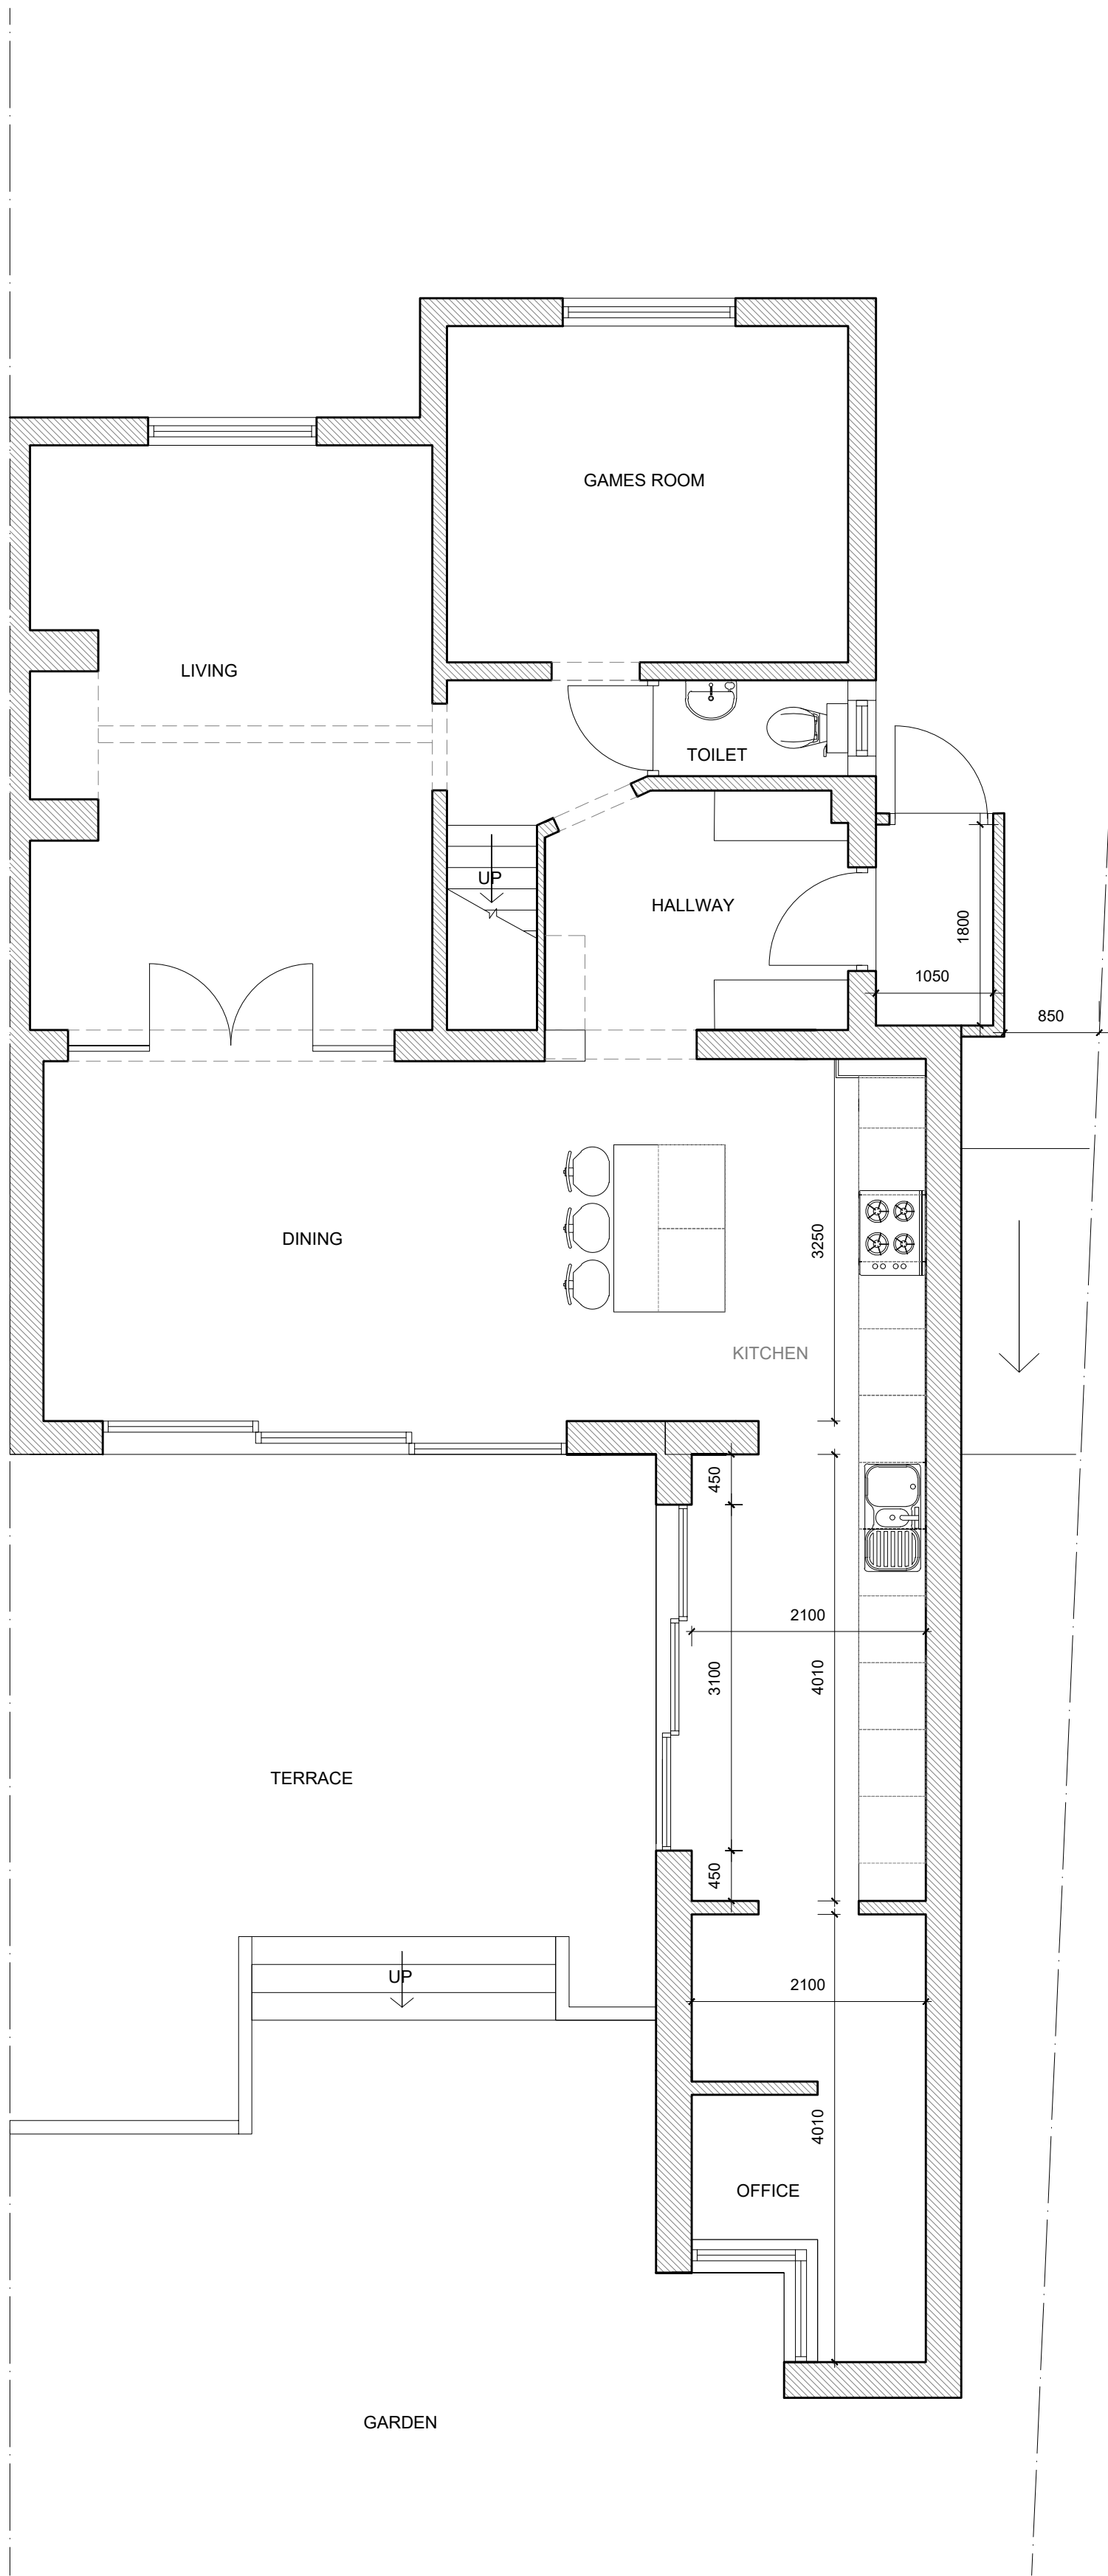 GAMES ROOM
LIVING
TOILET
UP
HALLWAY
1800
1050
850
DINING
3250
KITCHEN
450
2100
3100
4010
450
TERRACE
UP
2100
4010
OFFICE
GARDEN